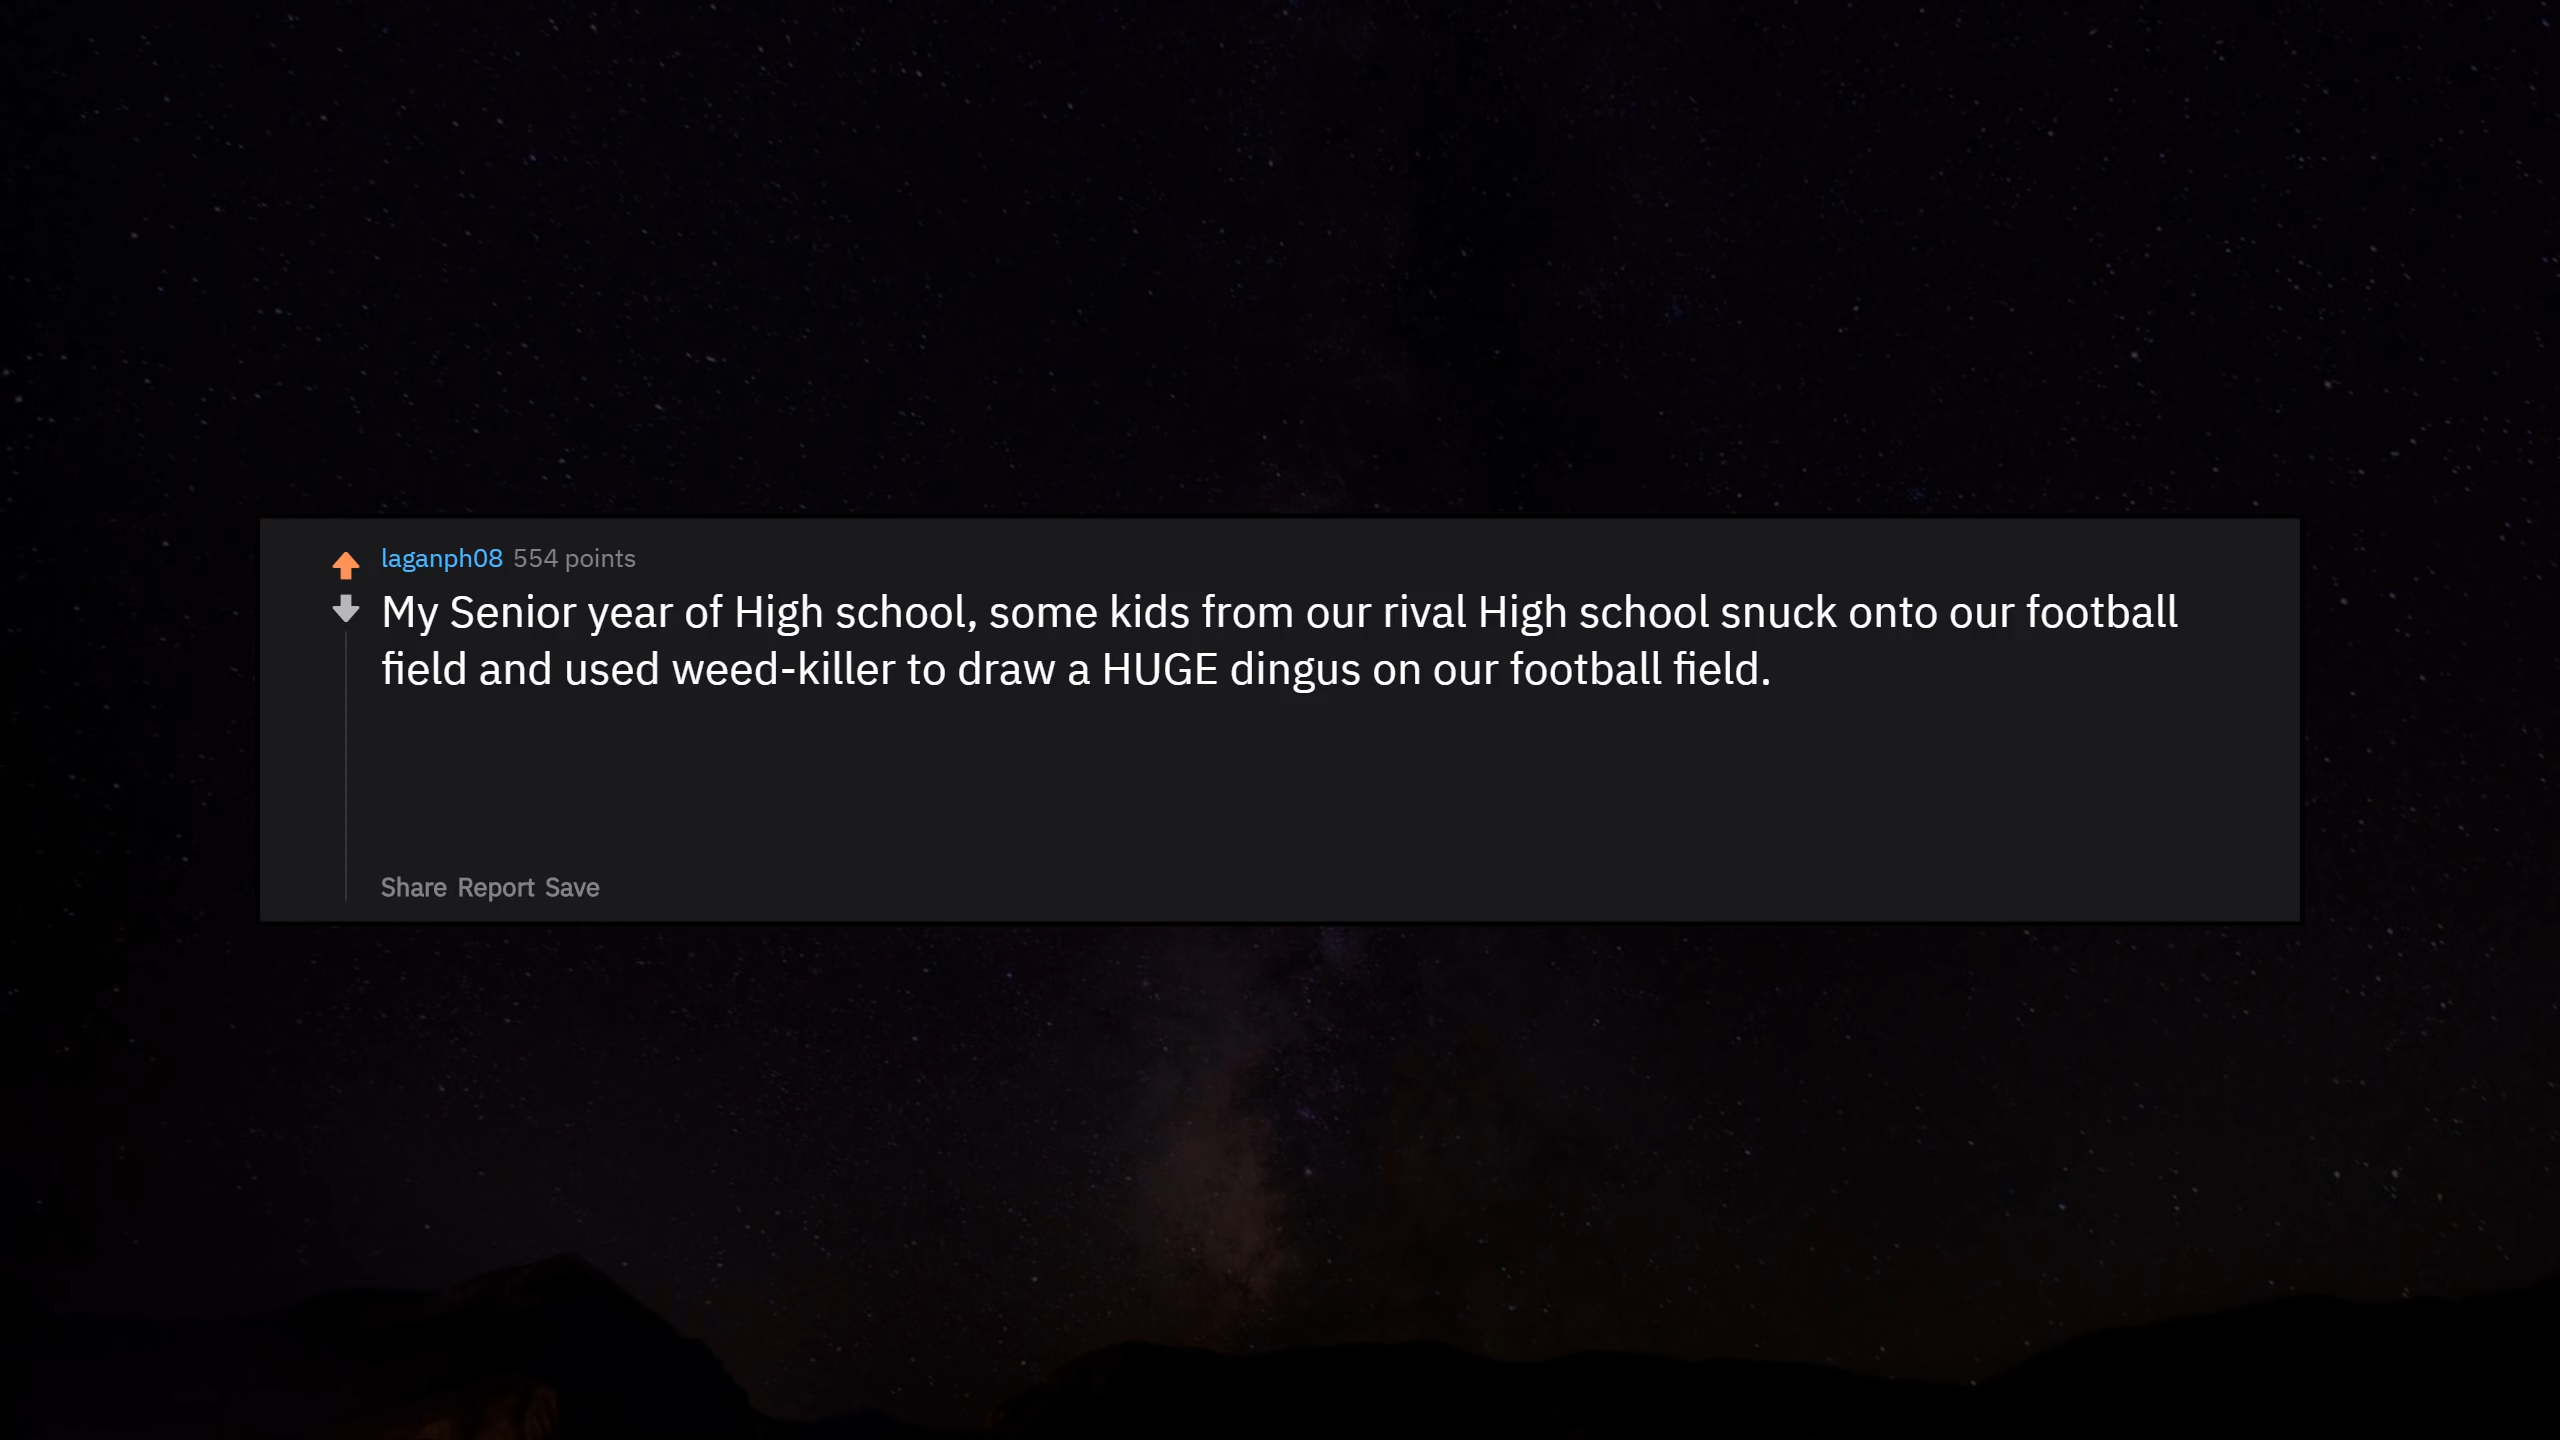 laganph08 554 points
My Senior year of High school, some kids from our rival High school snuck onto our football
field and used weed-killer to draw a HUGE dingus on our football field.
Share Report Save